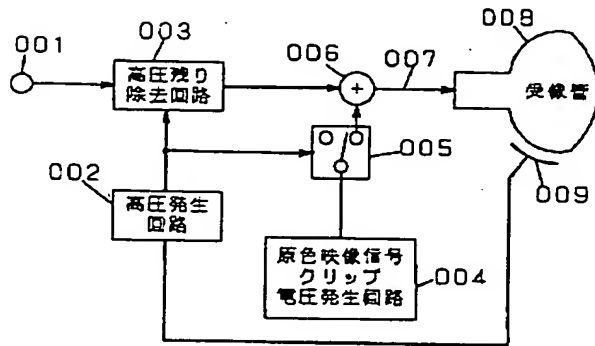 001
003
高圧残り
除去回路
006
007
008
受像管
005
009
002
高圧発生
回路
原色映像信号
クリップ
電圧発生回路
004